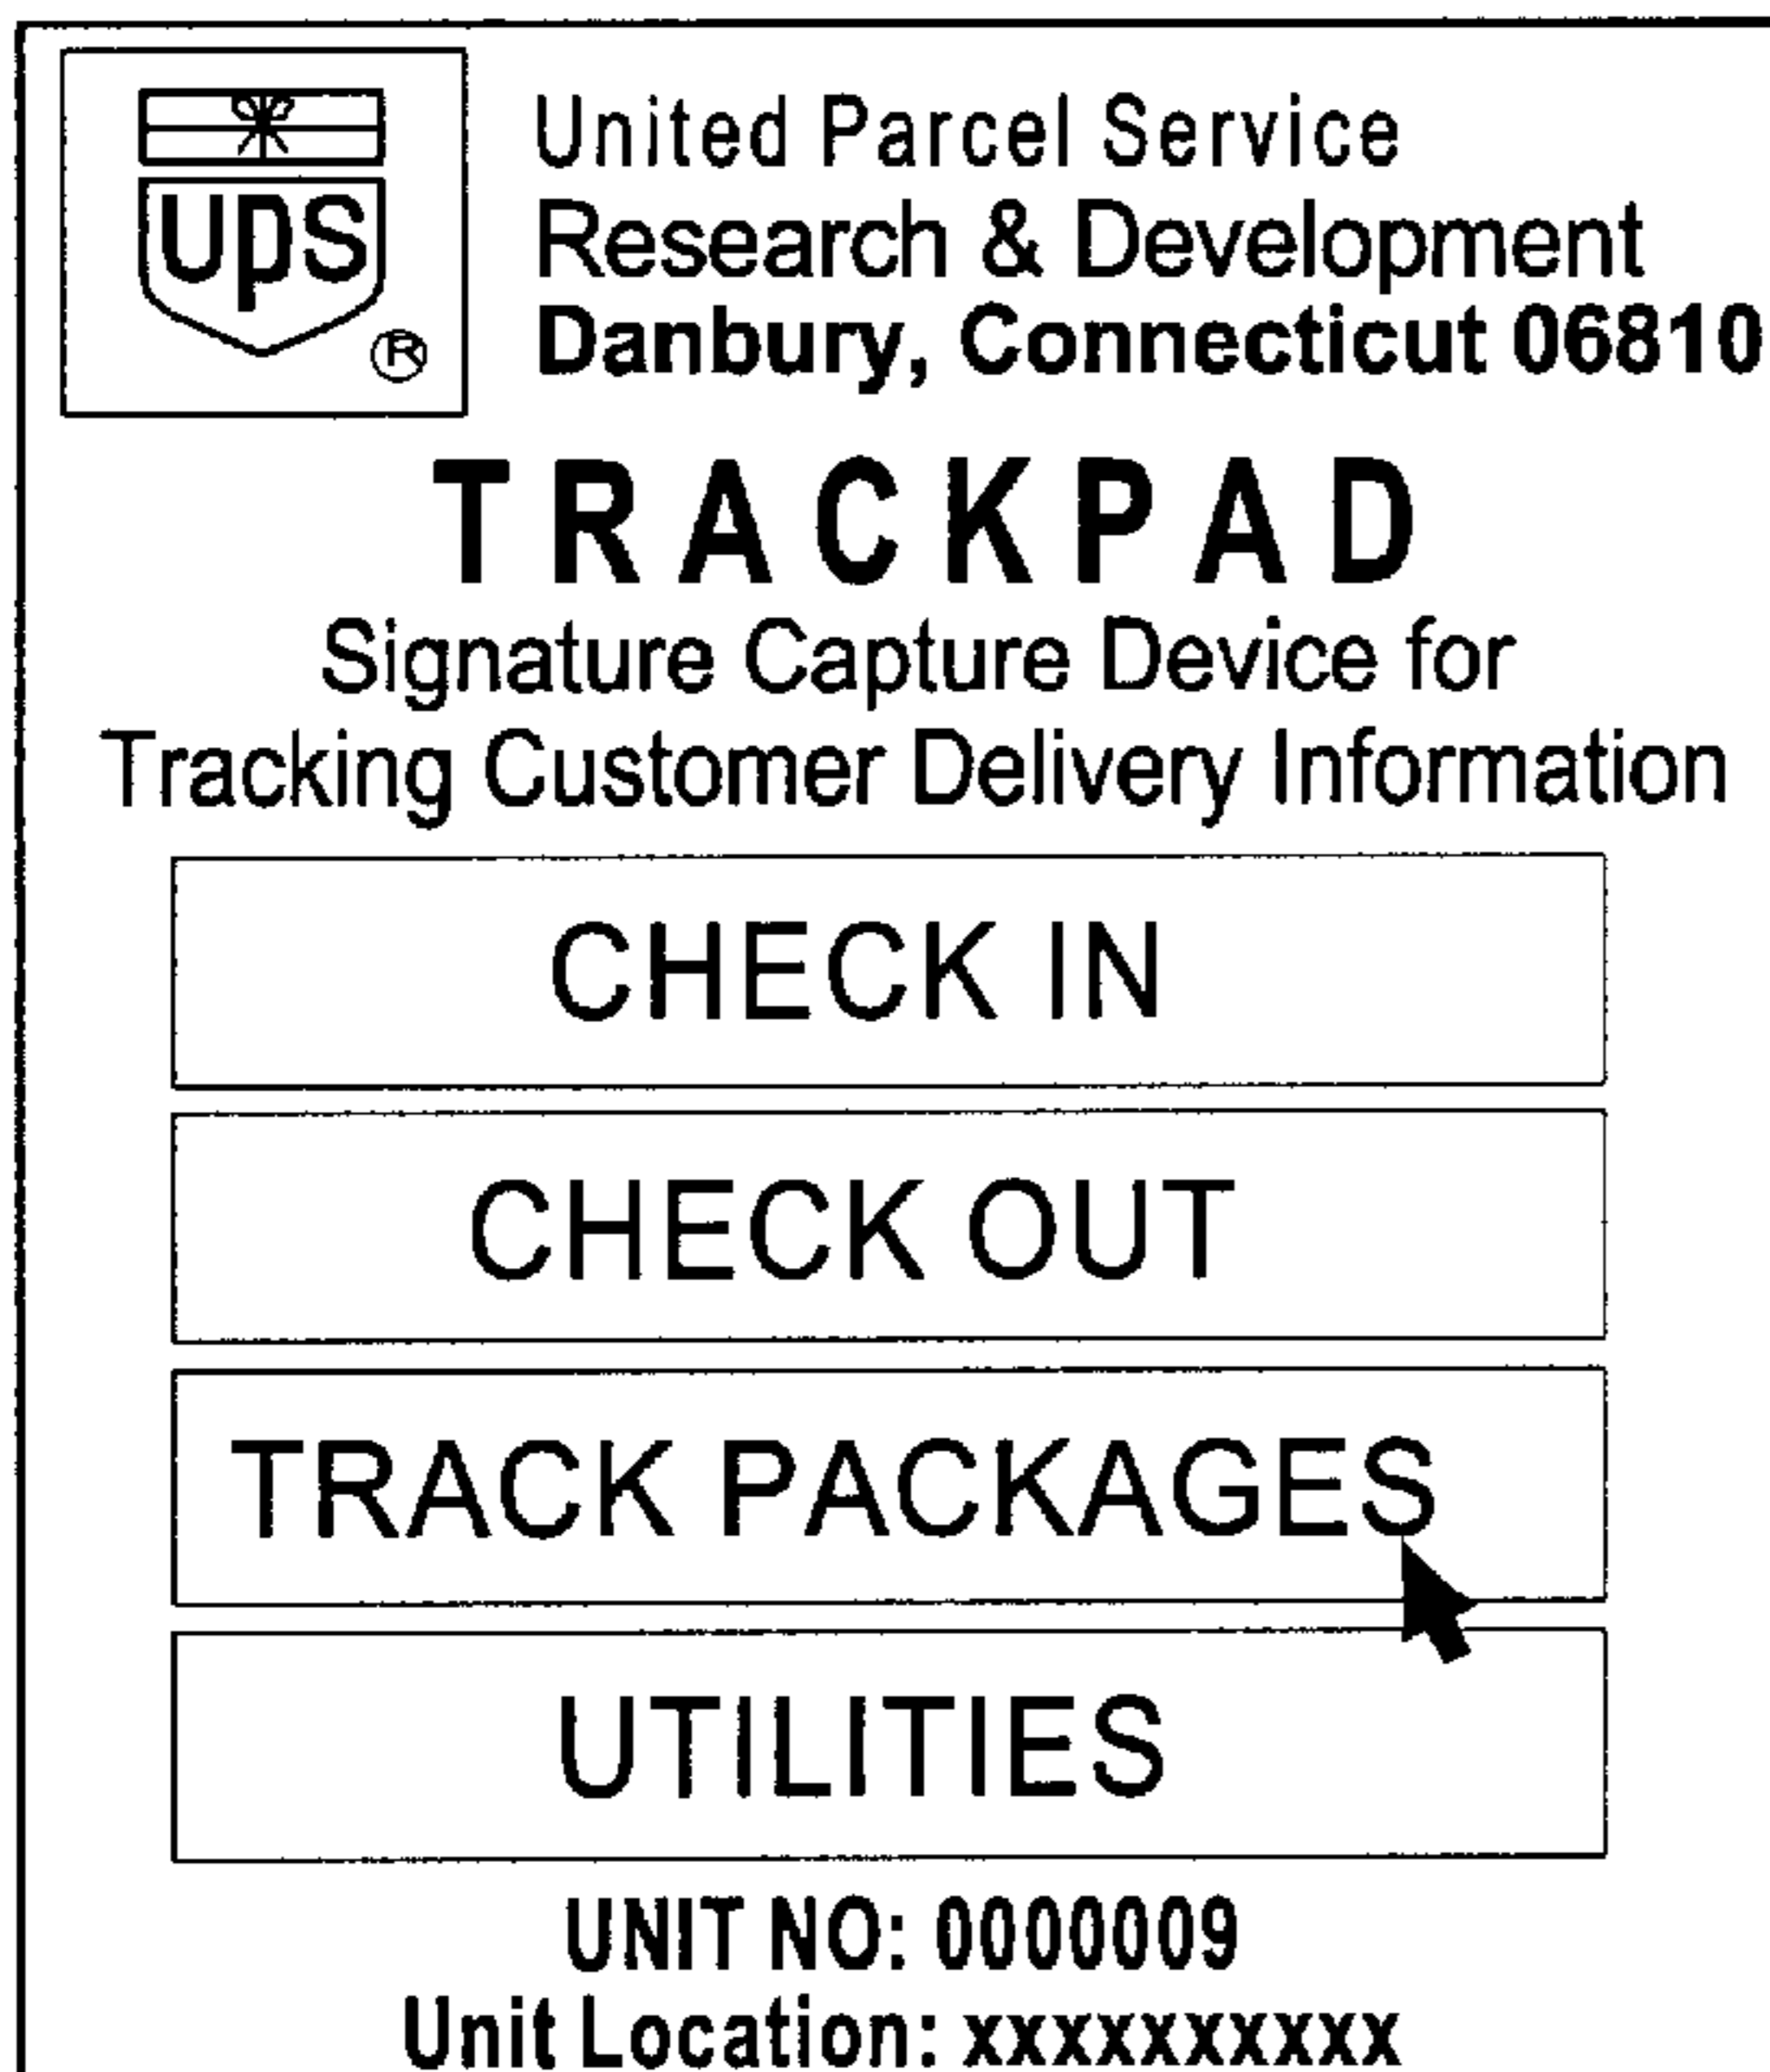 UPS
®
United Parcel Service
Research & Development
Danbury, Connecticut 06810
TRACKPAD
Signature Capture Device for
Tracking Customer Delivery Information
CHECK IN
CHECK OUT
TRACK PACKAGES
UTILITIES
UNIT NO: 0000009
Unit Location: xxxxxxxxxx